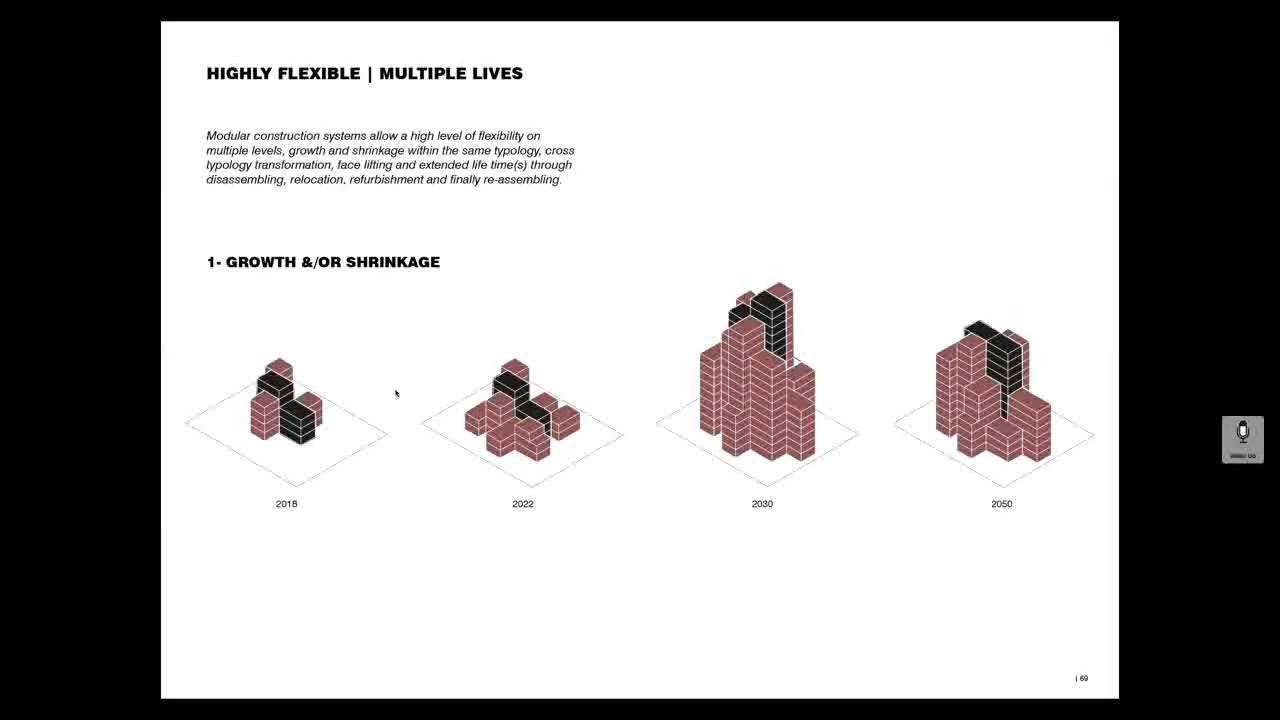 HIGHLY FLEXIBLE | MULTIPLE LIVES
Modular construction systems allow a high level of flexibility on
multiple levels, growth and shrinkage within the same typology, cross
typology transformation, face lifting and extended life time(s) through
disassembling, relocation, refurbishment and finally re-assembling.
1- GROWTH &/OR SHRINKAGE
2018
2022
2030
2050
| 69